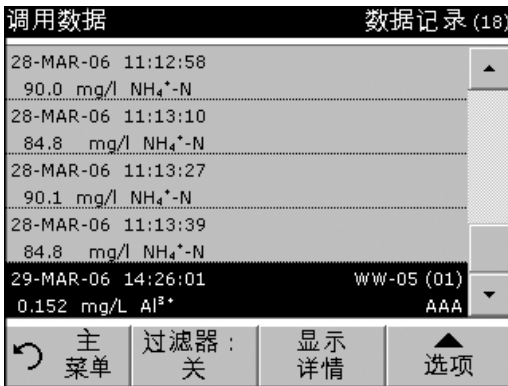 调用数据 数据记录 (18)
28-MAR-06 11:12:58
90.0 mg/l NH₄⁺-N
28-MAR-06 11:13:10
84.8 mg/l NH₄⁺-N
28-MAR-06 11:13:27
90.1 mg/l NH₄⁺-N
28-MAR-06 11:13:39
84.8 mg/l NH₄⁺-N
29-MAR-06 14:26:01 WW-05 (01)
0.152 mg/L Al³⁺ AAA
主菜单
过滤器：关
显示详情
选项